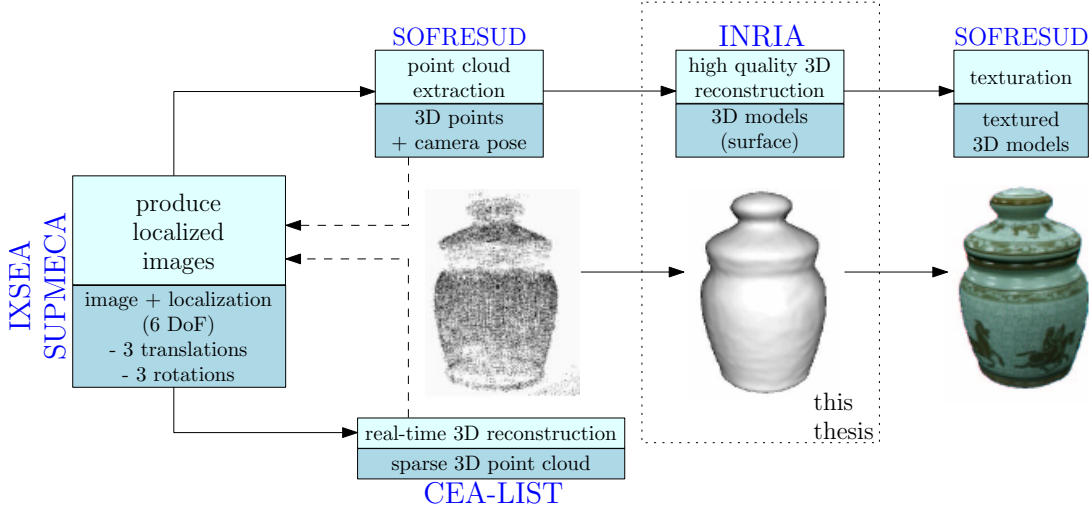 SOFRESUD
point cloud
extraction
3D points
+ camera pose
INRIA
high quality 3D
reconstruction
3D models
(surface)
SOFRESUD
texturation
textured
3D models
IXSEA
SUPMECA
produce
localized
images
image + localization
(6 DoF)
- 3 translations
- 3 rotations
this
thesis
real-time 3D reconstruction
sparse 3D point cloud
CEA-LIST